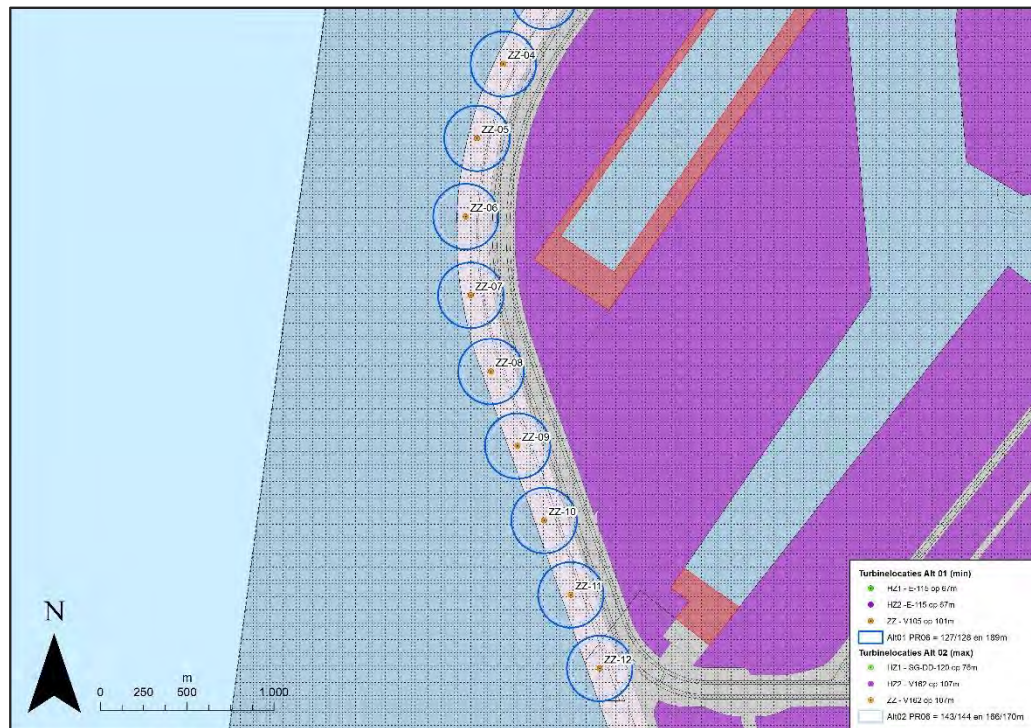 ZZ-04
ZZ-05
ZZ-06
ZZ-07
ZZ-08
ZZ-09
ZZ-10
ZZ-11
ZZ-12
N
m
0 250 500 1.000
Turbinelocaties Alt 01 (min)
HZ1 - E-115 op 67m
HZ2 - E-115 op 67m
ZZ - V105 op 101m
Alt01 PR06 = 127/128 en 189m
Turbinelocaties Alt 02 (max)
HZ1 - SG-DD-120 op 76m
HZ2 - V162 op 107m
ZZ - V162 op 107m
Alt02 PR06 = 143/144 en 166/170m